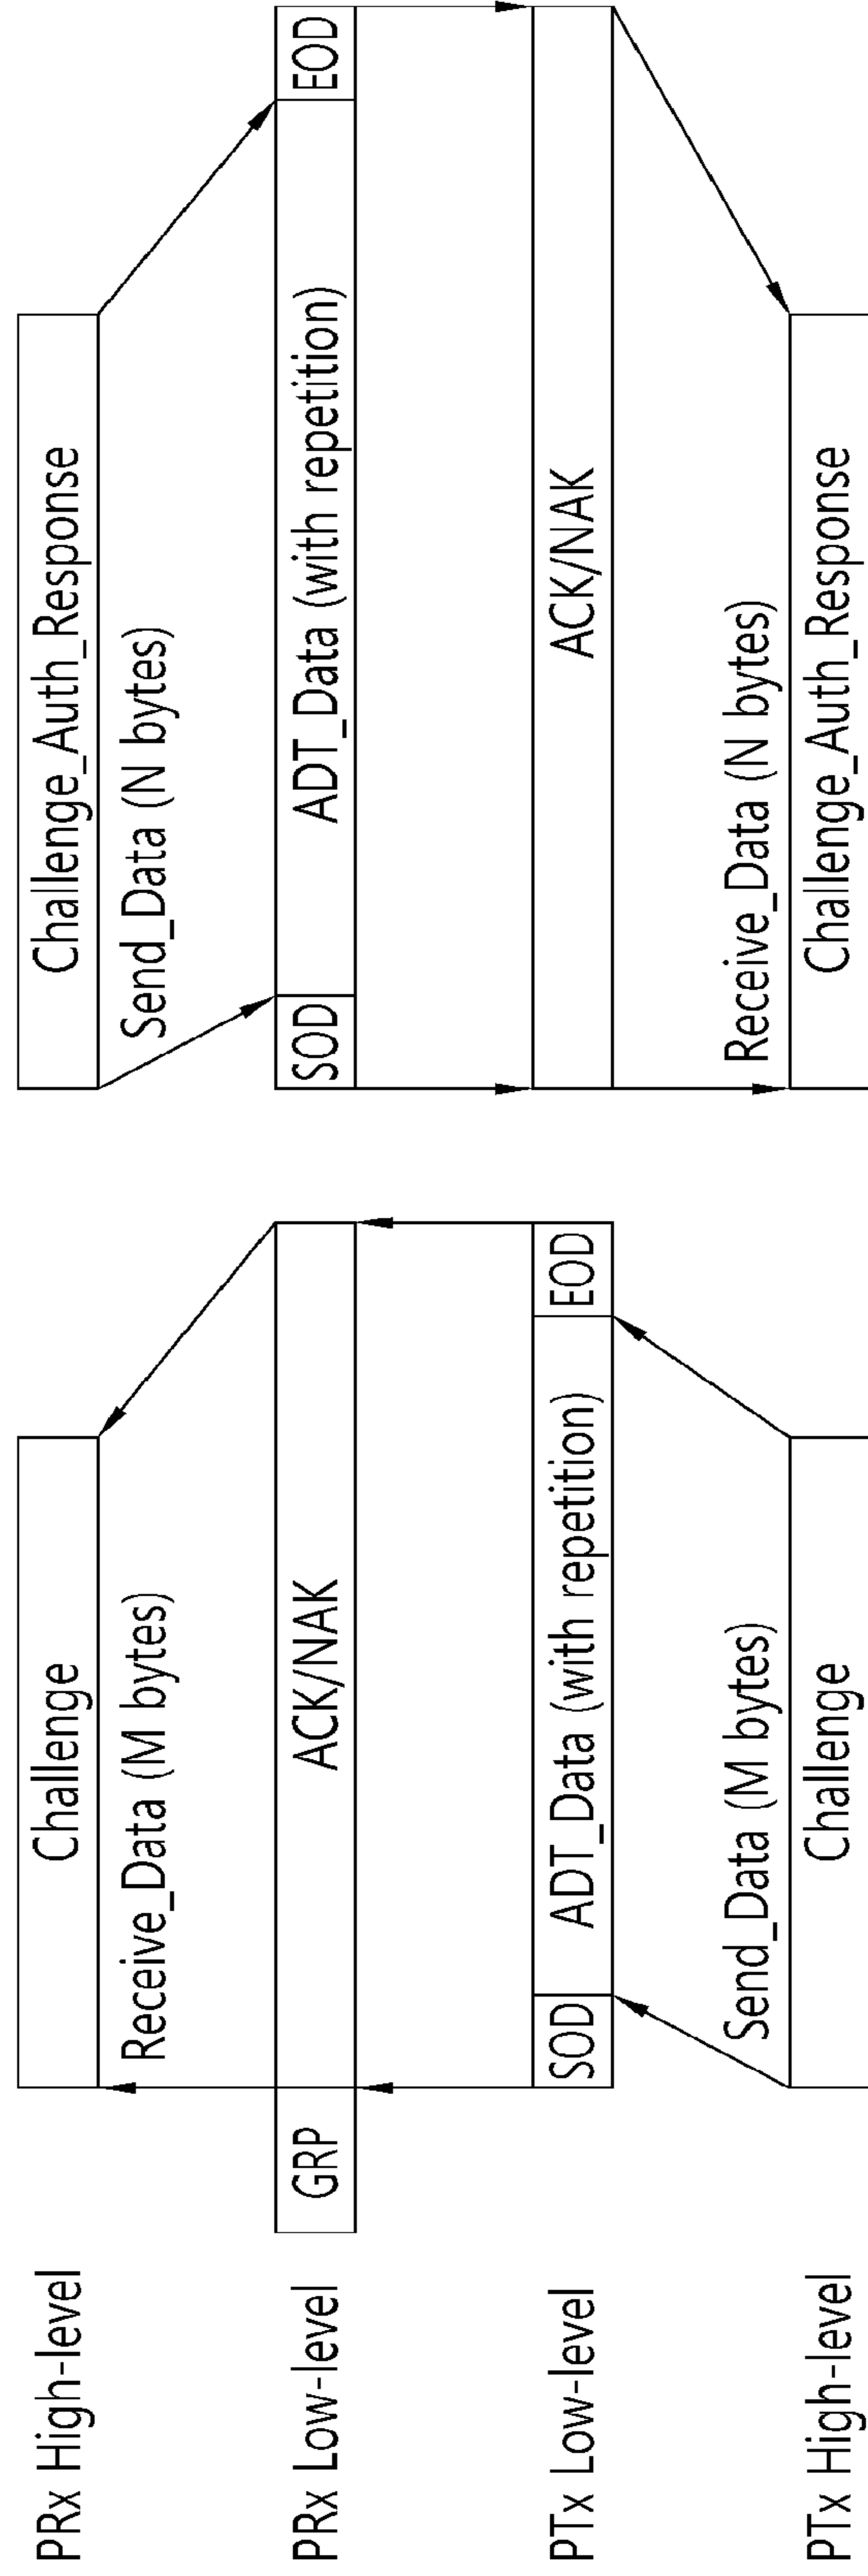 PRx High-level
Challenge
Challenge_Auth_Response
Receive_Data (M bytes)
Send_Data (N bytes)
PRx Low-level
GRP
ACK/NAK
SOD
ADT_Data (with repetition)
EOD
PTx Low-level
SOD
ADT_Data (with repetition)
EOD
ACK/NAK
Send_Data (M bytes)
Receive_Data (N bytes)
PTx High-level
Challenge
Challenge_Auth_Response